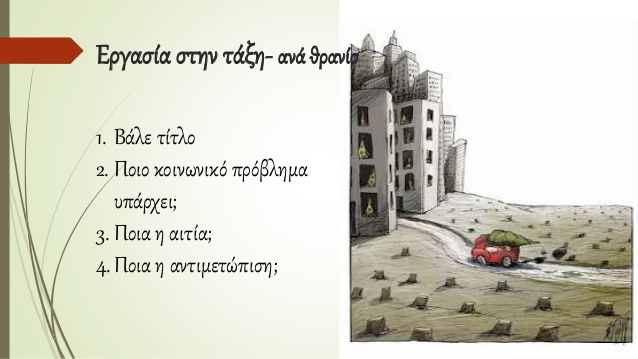 Εργασία στην τάξη- ανά θρανίο
1. Βάλε τίτλο
2. Ποιο κοινωνικό πρόβλημα
υπάρχει;
3. Ποια η αιτία;
4. Ποια η αντιμετώπιση;